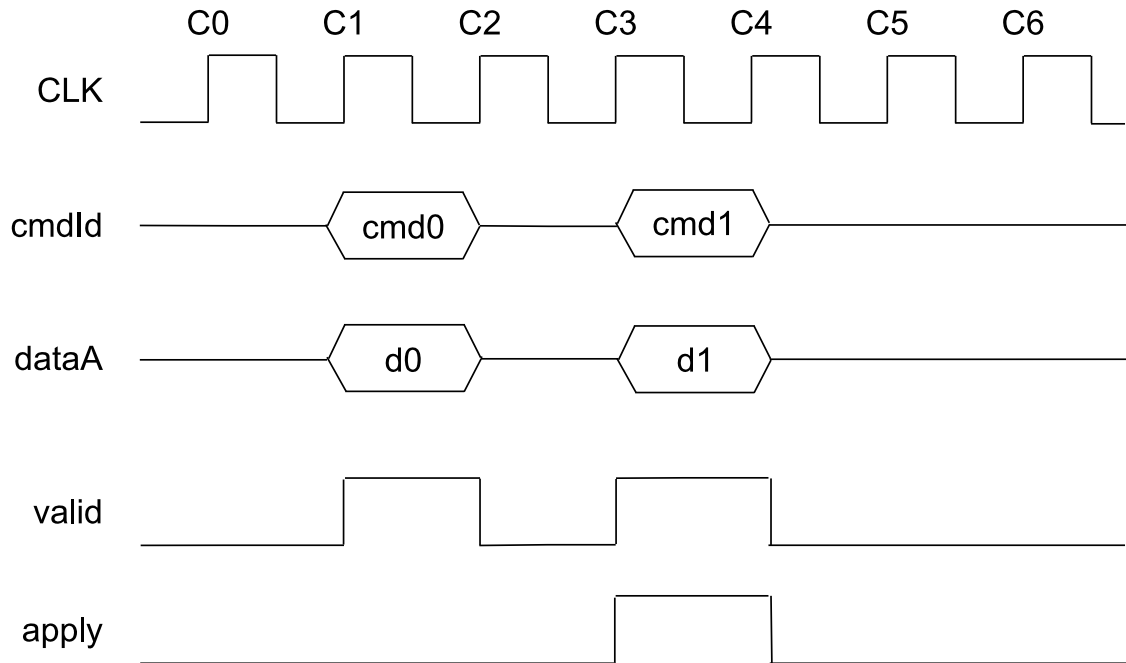 C0 C1 C2 C3 C4 C5 C6
CLK
cmdId cmd0 cmd1
dataA d0 d1
valid
apply